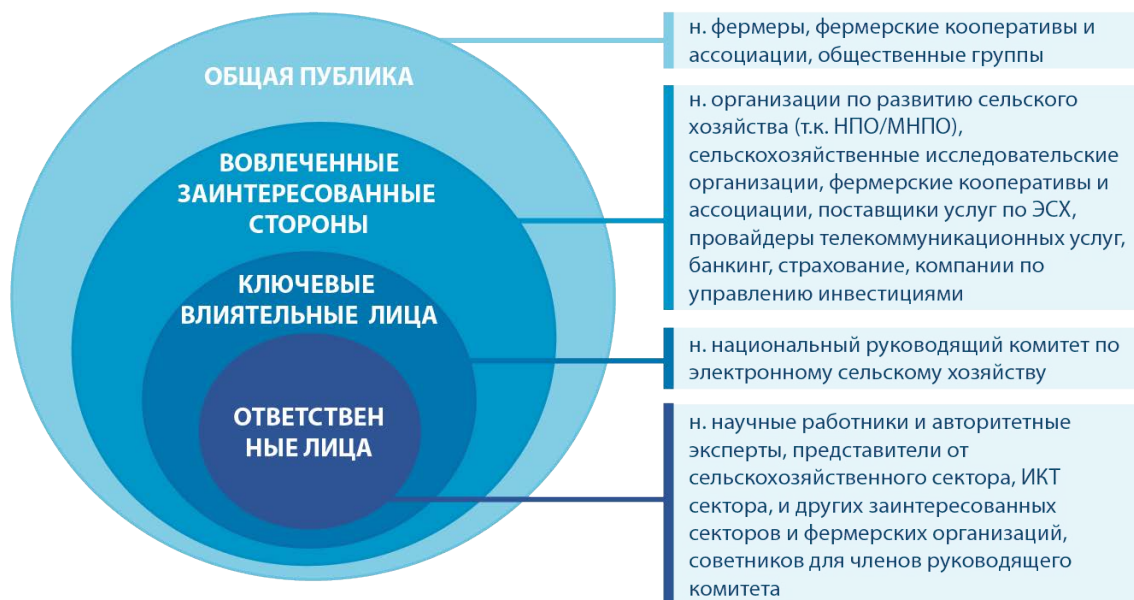 ОБЩАЯ ПУБЛИКА
н. фермеры, фермерские кооперативы и
ассоциации, общественные группы
ВОВЛЕЧЕННЫЕ
ЗАИНТЕРЕСОВАННЫЕ
СТОРОНЫ
н. организации по развитию сельского
хозяйства (т.к. НПО/МНПО),
сельскохозяйственные исследовательские
организации, фермерские кооперативы и
ассоциации, поставщики услуг по ЭСХ,
провайдеры телекоммуникационных услуг,
банкинг, страхование, компании по
управлению инвестициями
КЛЮЧЕВЫЕ
ВЛИЯТЕЛЬНЫЕ ЛИЦА
н. национальный руководящий комитет по
электронному сельскому хозяйству
ОТВЕТСТВЕН
НЫЕ ЛИЦА
н. научные работники и авторитетные
эксперты, представители от
сельскохозяйственного сектора, ИКТ
сектора, и других заинтересованных
секторов и фермерских организаций,
советников для членов руководящего
комитета